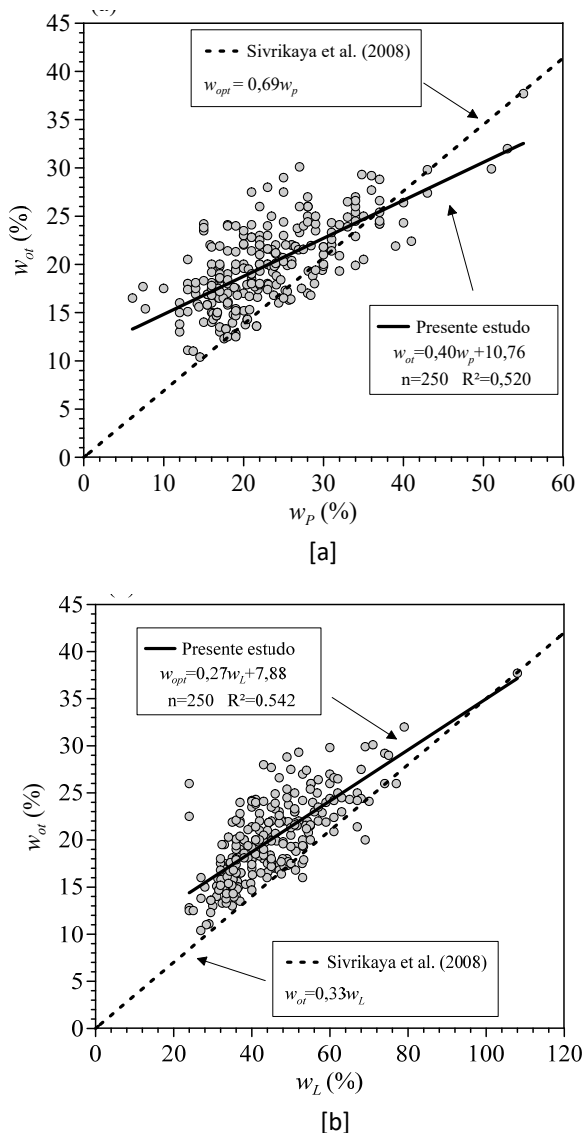 45
40
35
30
25
20
15
10
5
0
w_ot (%)
Sivrikaya et al. (2008)
w_opt = 0,69w_p
Presente estudo
w_ot=0,40w_p+10,76
n=250 R²=0,520
0 10 20 30 40 50 60
w_P (%)
[a]
45
40
35
30
25
20
15
10
5
0
w_ot (%)
Presente estudo
w_opt=0,27w_L+7,88
n=250 R²=0.542
Sivrikaya et al. (2008)
w_ot=0,33w_L
0 20 40 60 80 100 120
w_L (%)
[b]